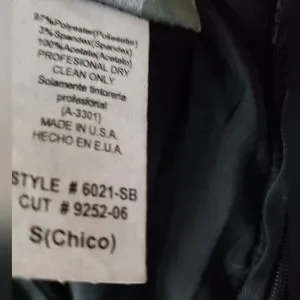 97%Polyester(Poliester)
3%Spandex(Spandex)
100%Acetate(Acetato)
PROFESIONAL DRY
CLEAN ONLY
Solamente tintoreria
profesional
(A-3301)
MADE IN U.S.A.
HECHO EN E.U.A.
STYLE # 6021-SB
CUT # 9252-06
S(Chico)